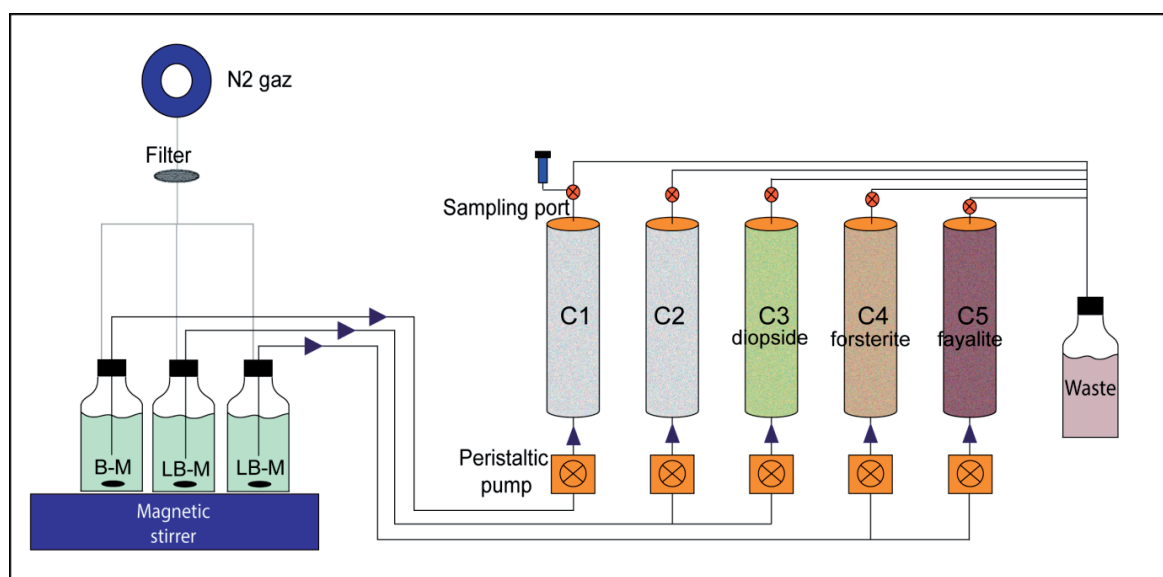 N2 gaz
Filter
Sampling port
C1
C2
C3
diopside
C4
forsterite
C5
fayalite
Waste
B-M
LB-M
LB-M
Peristaltic
pump
Magnetic
stirrer